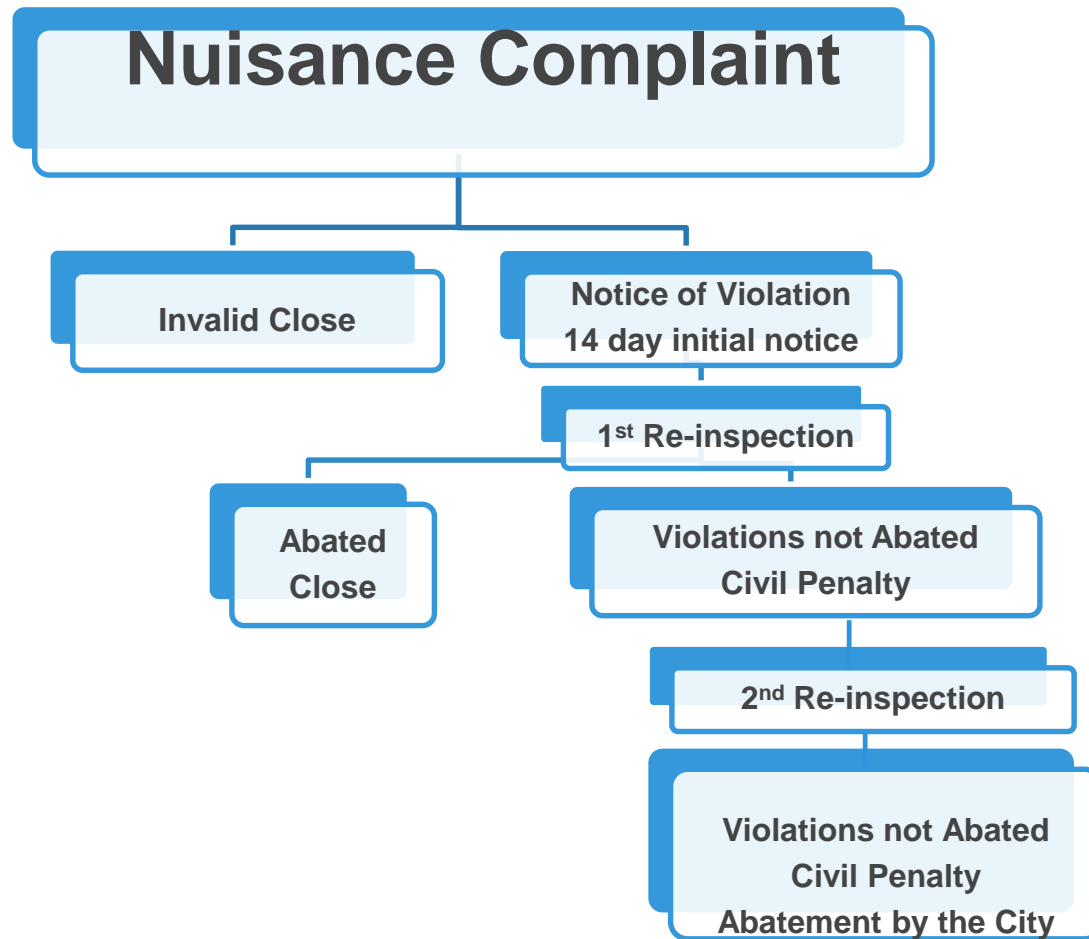 Nuisance Complaint
Invalid Close
Notice of Violation
14 day initial notice
1st Re-inspection
Abated
Close
Violations not Abated
Civil Penalty
2nd Re-inspection
Violations not Abated
Civil Penalty
Abatement by the City